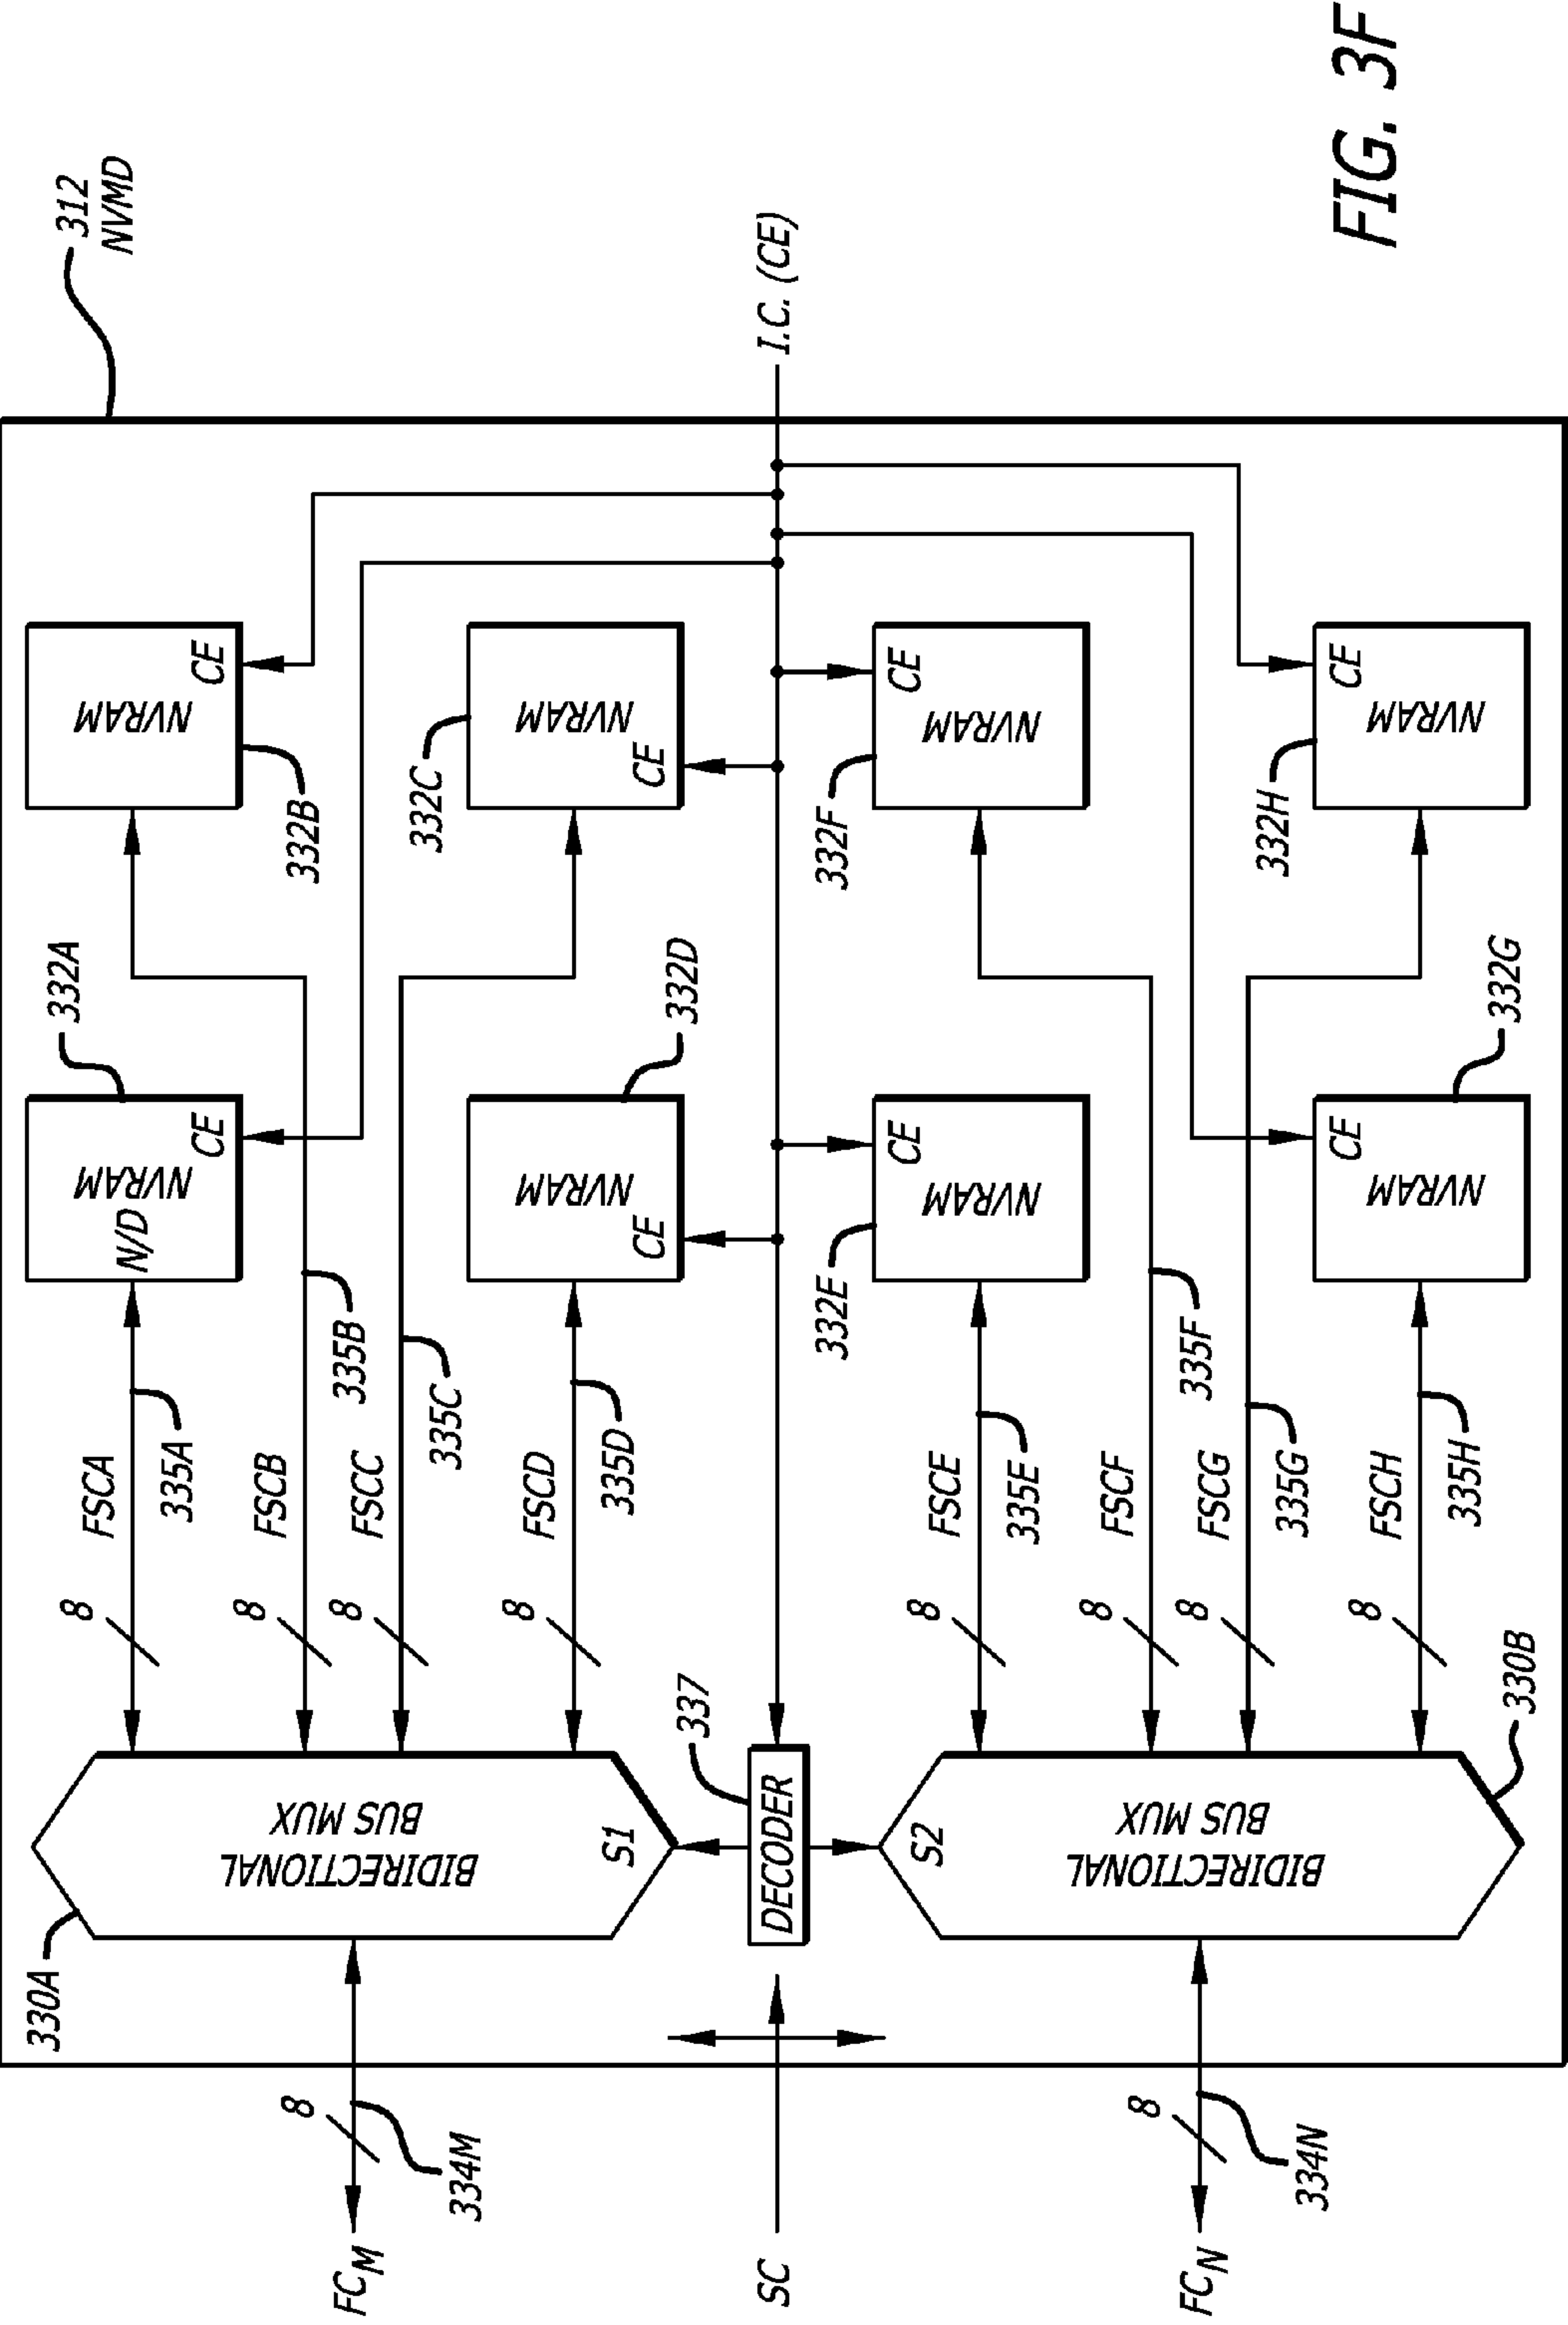 312
NVMD
330A
FSCA
8
335A
332A
NVRAM
N/D
CE
NVRAM
CE
332B
FSCB
8
335B
BIDIRECTIONAL
BUS MUX
S1
FCM
8
334M
FSCC
8
335C
332C
NVRAM
CE
FSCD
8
335D
332D
NVRAM
CE
337
SC
DECODER
I.C. (CE)
FSCE
8
335E
332E
NVRAM
CE
332F
NVRAM
CE
S2
BIDIRECTIONAL
BUS MUX
FSCF
8
335F
FCN
8
334N
FSCG
8
335G
332H
NVRAM
CE
FSCH
8
335H
NVRAM
CE
332G
330B
FIG. 3F